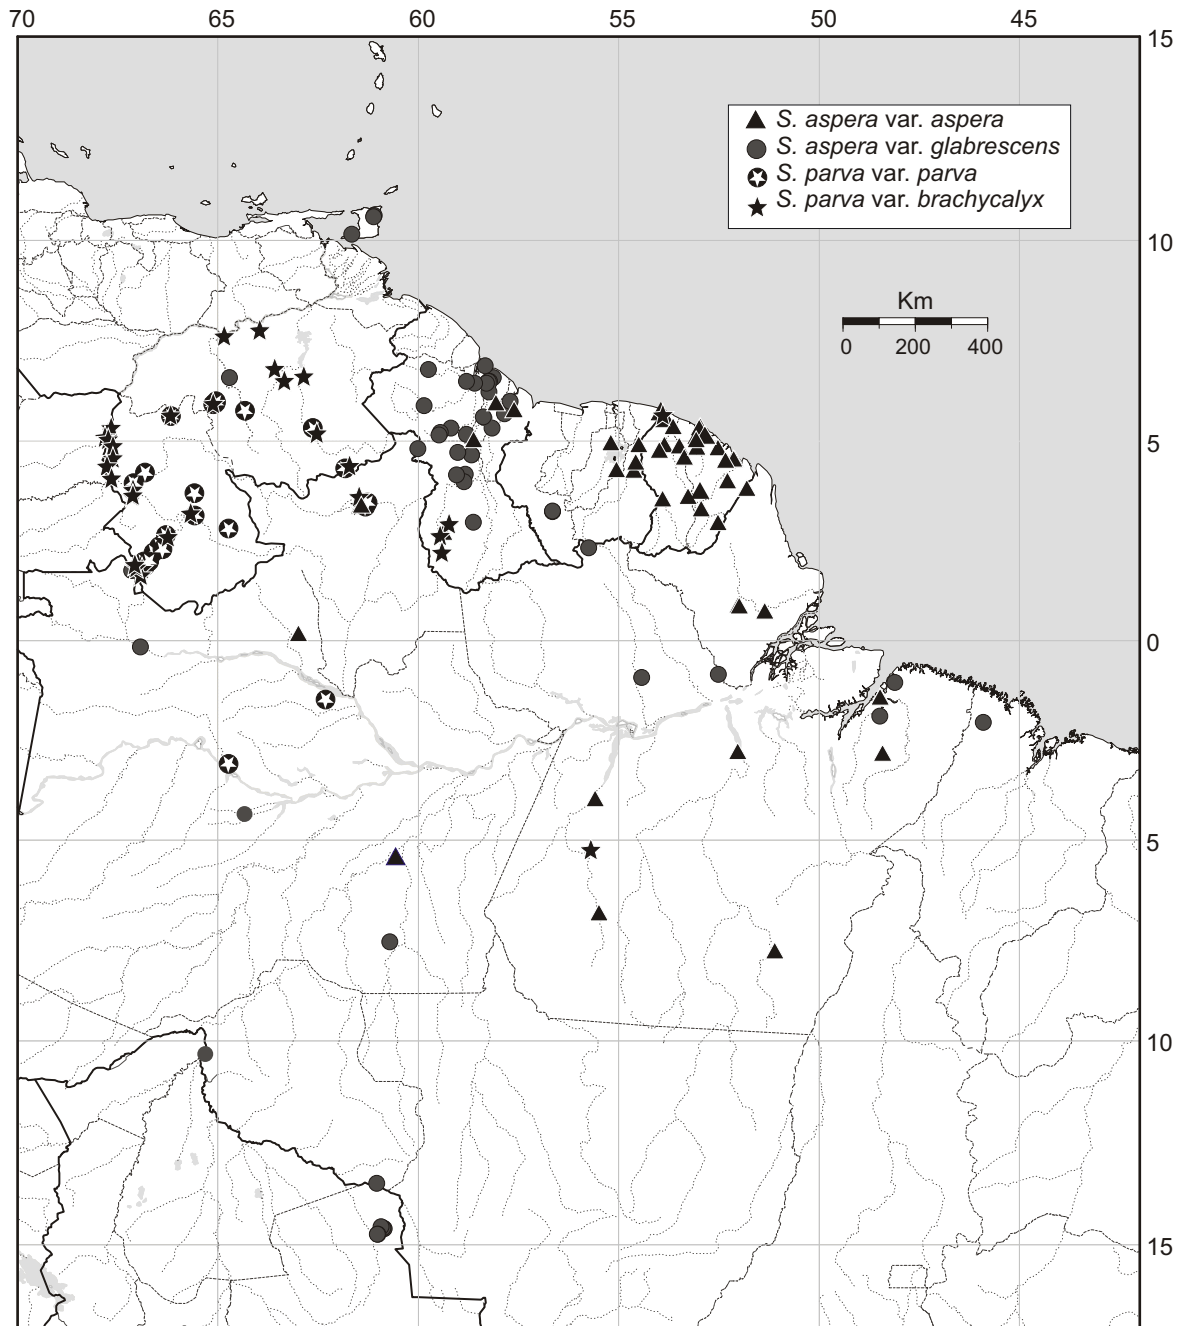 70 65 60 55 50 45
15
S. aspera var. aspera
S. aspera var. glabrescens
S. parva var. parva
S. parva var. brachycalyx
10
Km
0 200 400
5
0
5
10
15